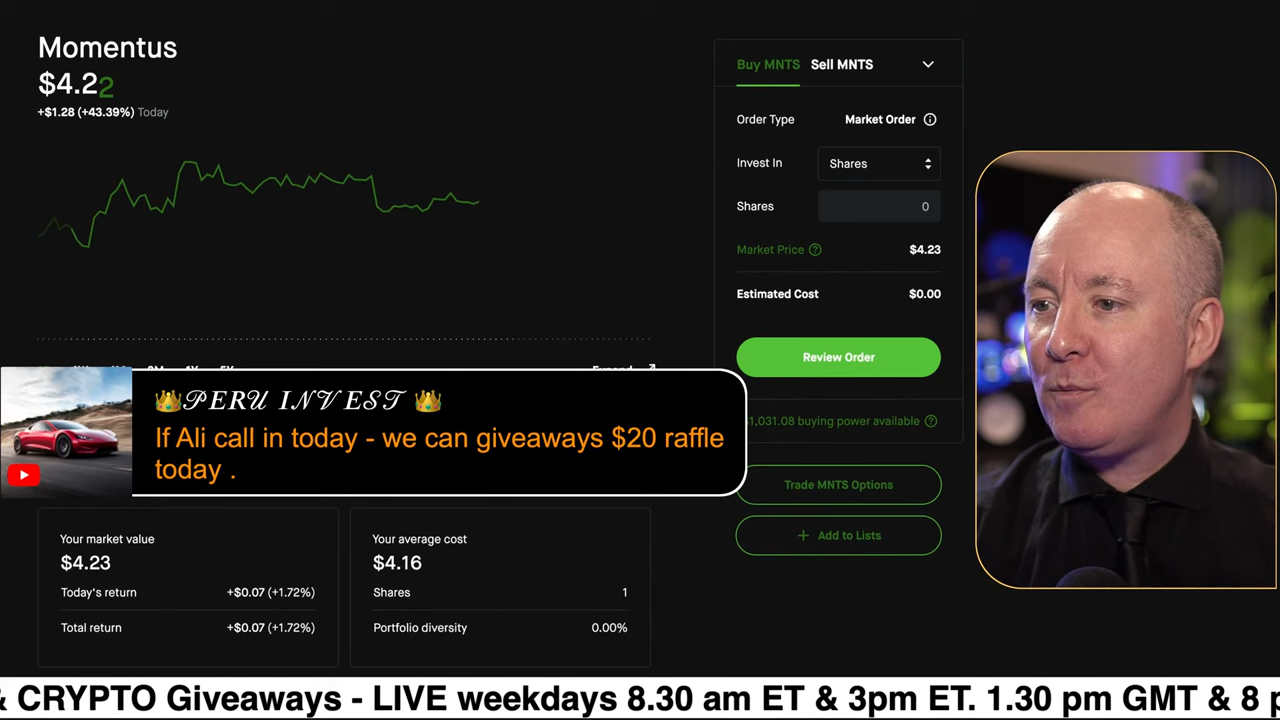 Momentus
$4.22
+$1.28 (+43.39%) Today
Buy MNTS Sell MNTS
Order Type Market Order
Invest In Shares
Shares 0
Market Price $4.23
Estimated Cost $0.00
Review Order
1,031.08 buying power available
👑𝒫ERU INVEST 👑
If Ali call in today - we can giveaways $20 raffle
today .
Trade MNTS Options
+ Add to Lists
Your market value
$4.23
Today's return +$0.07 (+1.72%)
Total return +$0.07 (+1.72%)
Your average cost
$4.16
Shares 1
Portfolio diversity 0.00%
& CRYPTO Giveaways - LIVE weekdays 8.30 am ET & 3pm ET. 1.30 pm GMT & 8 p